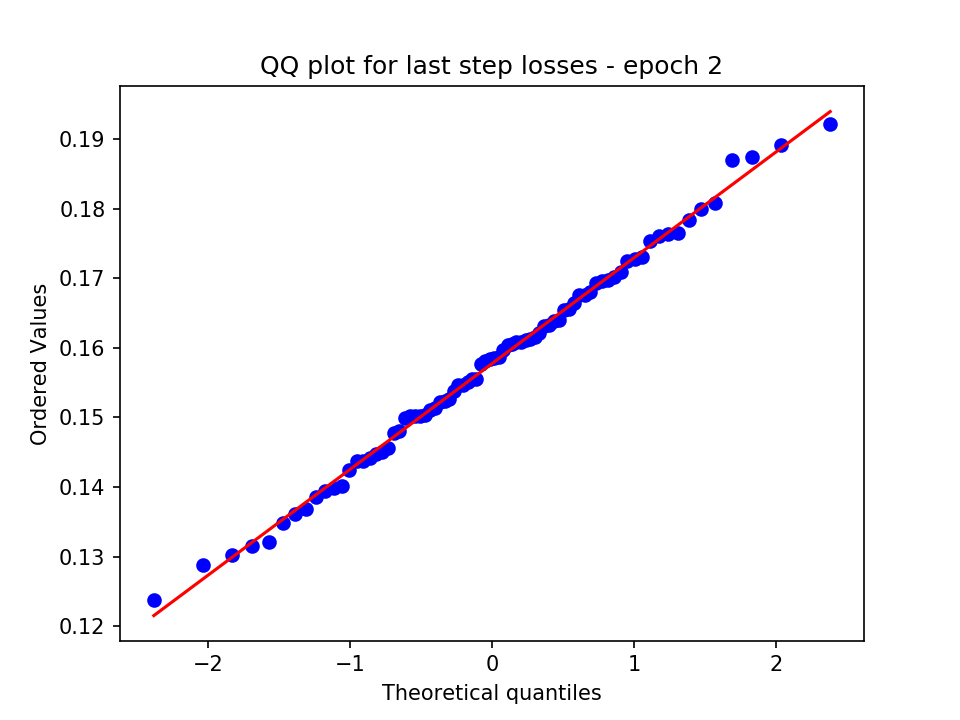 QQ plot for last step losses - epoch 2
Ordered Values
0.19
0.18
0.17
0.16
0.15
0.14
0.13
0.12
−2 −1 0 1 2
Theoretical quantiles